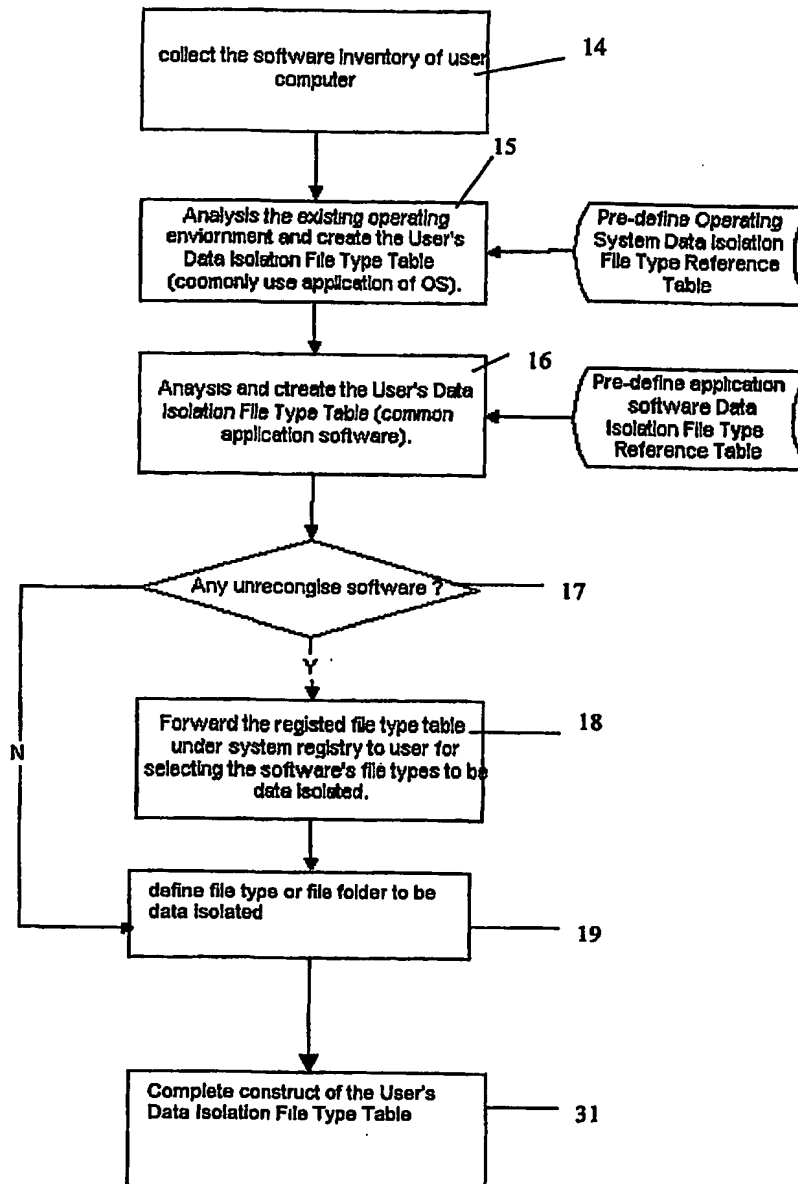 collect the software inventory of user
computer
14
15
Analysis the existing operating
enviornment and create the User's
Data Isolation File Type Table
(coomonly use application of OS).
Pre-define Operating
System Data Isolation
File Type Reference
Table
16
Anaysis and ctreate the User's Data
Isolation File Type Table (common
application software).
Pre-define application
software Data
Isolation File Type
Reference Table
Any unrecongise software ?
17
Y
N
Forward the registed file type table
under system registry to user for
selecting the software's file types to be
data isolated.
18
define file type or file folder to be
data isolated
19
Complete construct of the User's
Data Isolation File Type Table
31